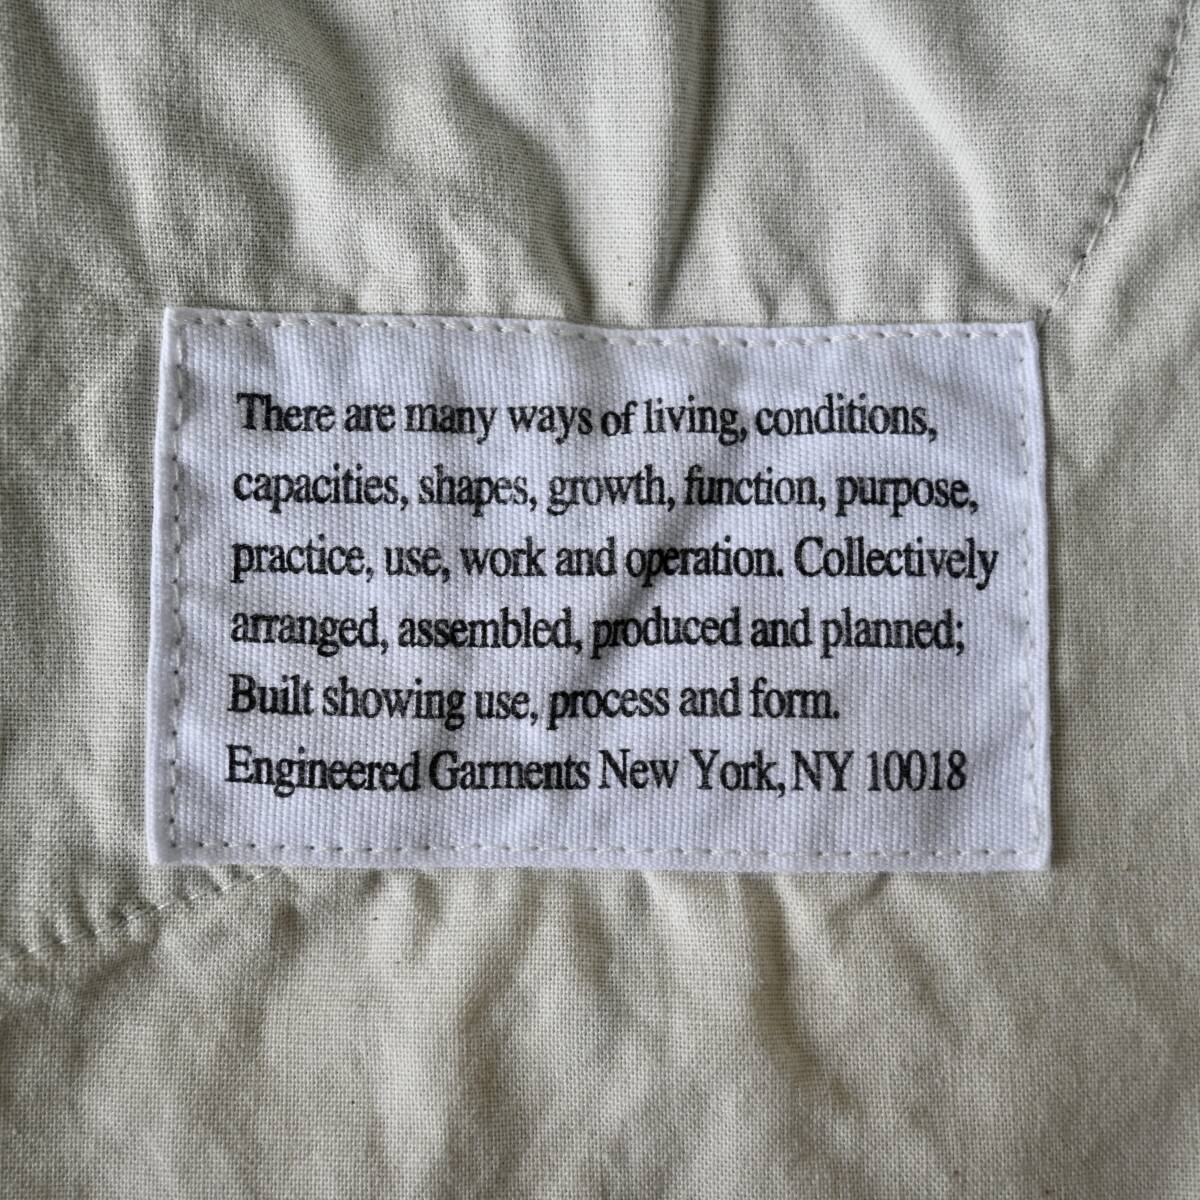 There are many ways of living, conditions,
capacities, shapes, growth, function, purpose,
practice, use, work and operation. Collectively
arranged, assembled, produced and planned;
Built showing use, process and form.
Engineered Garments New York, NY 10018